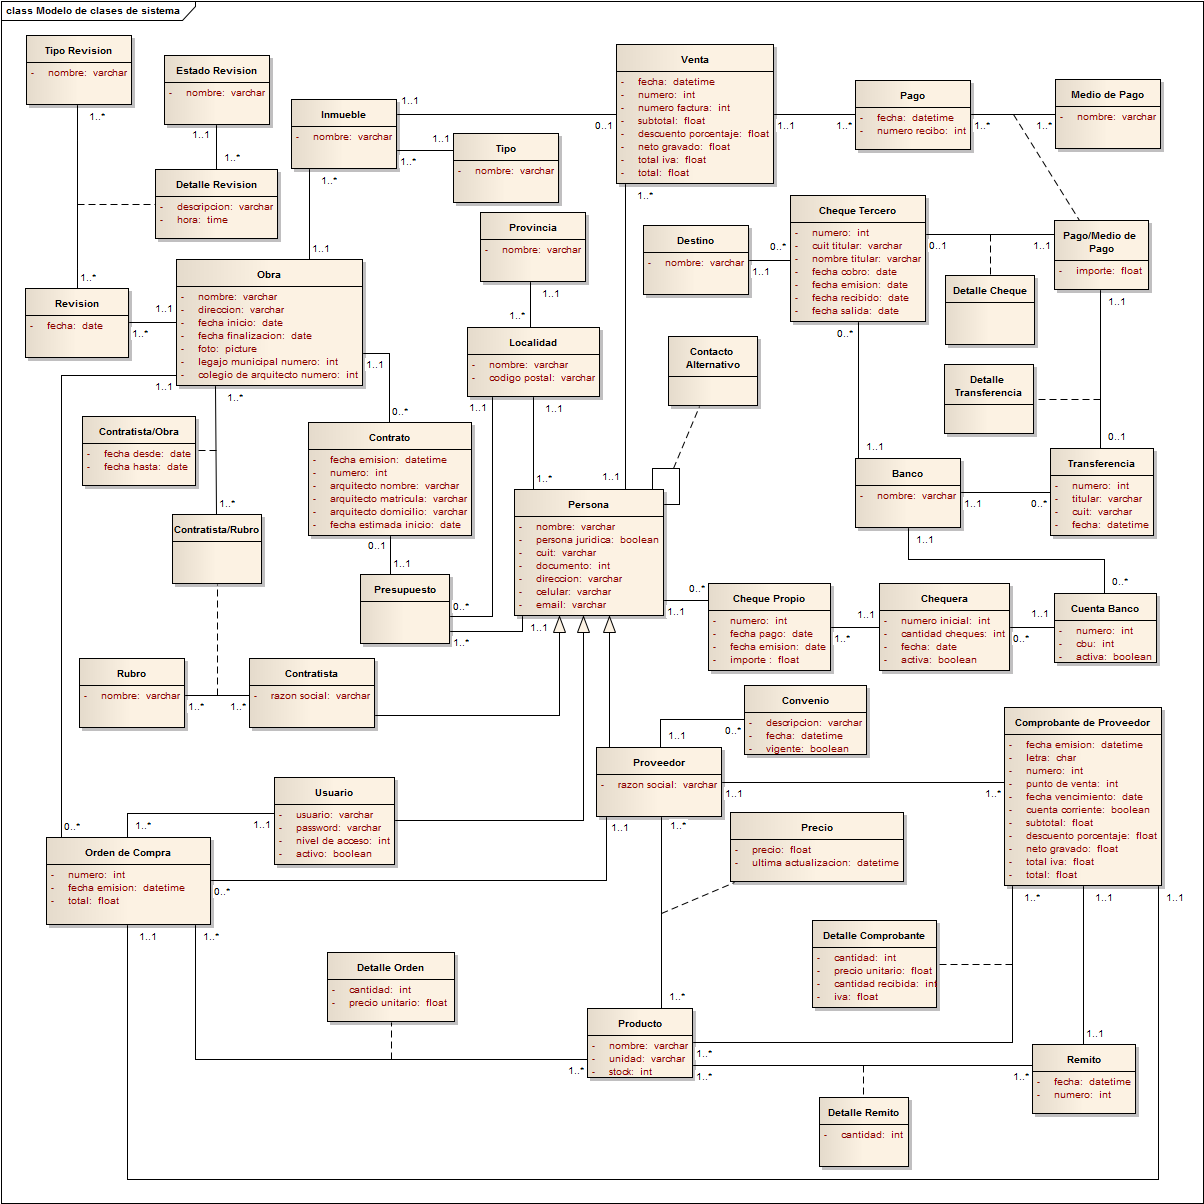 class Modelo de clases de sistema
Tipo Revision
- nombre: varchar
1..*
Estado Revision
- nombre: varchar
1..1
1..*
Detalle Revision
- descripcion: varchar
- hora: time
1..*
Revision
- fecha: date
1..1
1..*
Inmueble
- nombre: varchar
1..1
0..1
1..1
1..*
1..*
1..1
Tipo
- nombre: varchar
Venta
- fecha: datetime
- numero: int
- numero factura: int
- subtotal: float
- descuento porcentaje: float
- neto gravado: float
- total iva: float
- total: float
1..1
1..*
1..*
Pago
- fecha: datetime
- numero recibo: int
1..*
1..*
Medio de Pago
- nombre: varchar
Provincia
- nombre: varchar
1..1
1..*
Destino
- nombre: varchar
1..1
0..*
Cheque Tercero
- numero: int
- cuit titular: varchar
- nombre titular: varchar
- fecha cobro: date
- fecha emision: date
- fecha recibido: date
- fecha salida: date
0..1
1..1
0..*
1..1
Pago/Medio de
Pago
- importe: float
1..1
0..1
Detalle Cheque
Obra
- nombre: varchar
- direccion: varchar
- fecha inicio: date
- fecha finalizacion: date
- foto: picture
- legajo municipal numero: int
- colegio de arquitecto numero: int
1..1
0..*
1..1
1..*
Localidad
- nombre: varchar
- codigo postal: varchar
1..1
1..1
1..*
Contacto
Alternativo
Detalle
Transferencia
Contratista/Obra
- fecha desde: date
- fecha hasta: date
1..*
Contratista/Rubro
Contrato
- fecha emision: datetime
- numero: int
- arquitecto nombre: varchar
- arquitecto matricula: varchar
- arquitecto domicilio: varchar
- fecha estimada inicio: date
0..1
1..1
Presupuesto
0..*
1..*
1..1
Persona
- nombre: varchar
- persona juridica: boolean
- cuit: varchar
- documento: int
- direccion: varchar
- celular: varchar
- email: varchar
1..1
1..1
0..*
Banco
- nombre: varchar
1..1
0..*
1..1
0..*
Transferencia
- numero: int
- titular: varchar
- cuit: varchar
- fecha: datetime
Cheque Propio
- numero: int
- fecha pago: date
- fecha emision: date
- importe : float
1..*
1..1
Chequera
- numero inicial: int
- cantidad cheques: int
- fecha: date
- activa: boolean
0..*
1..1
Cuenta Banco
- numero: int
- cbu: int
- activa: boolean
Rubro
- nombre: varchar
1..*
1..*
Contratista
- razon social: varchar
Convenio
- descripcion: varchar
- fecha: datetime
- vigente: boolean
1..1
0..*
Proveedor
- razon social: varchar
1..1
1..*
1..1
1..*
Comprobante de Proveedor
- fecha emision: datetime
- letra: char
- numero: int
- punto de venta: int
- fecha vencimiento: date
- cuenta corriente: boolean
- subtotal: float
- descuento porcentaje: float
- neto gravado: float
- total iva: float
- total: float
1..*
1..1
1..1
Usuario
- usuario: varchar
- password: varchar
- nivel de acceso: int
- activo: boolean
1..1
1..*
0..*
Orden de Compra
- numero: int
- fecha emision: datetime
- total: float
0..*
1..1
1..*
Precio
- precio: float
- ultima actualizacion: datetime
Detalle Orden
- cantidad: int
- precio unitario: float
Detalle Comprobante
- cantidad: int
- precio unitario: float
- cantidad recibida: int
- iva: float
1..*
Producto
- nombre: varchar
- unidad: varchar
- stock: int
1..*
1..*
1..*
1..1
1..*
Remito
- fecha: datetime
- numero: int
Detalle Remito
- cantidad: int